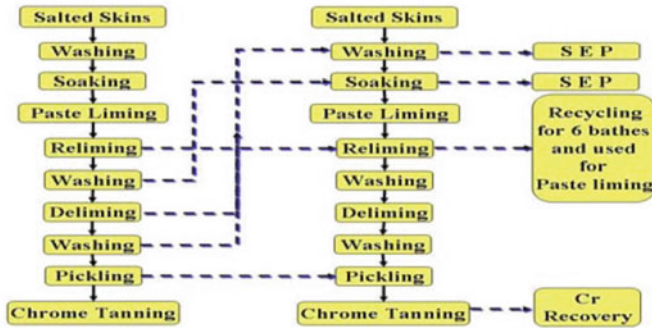 Salted Skins
Washing
Soaking
Paste Liming
Reliming
Washing
Deliming
Washing
Pickling
Chrome Tanning
Salted Skins
Washing
Soaking
Paste Liming
Reliming
Washing
Deliming
Washing
Pickling
Chrome Tanning
S E P
S E P
Recycling
for 6 bathes
and used
for
Paste liming
Cr
Recovery